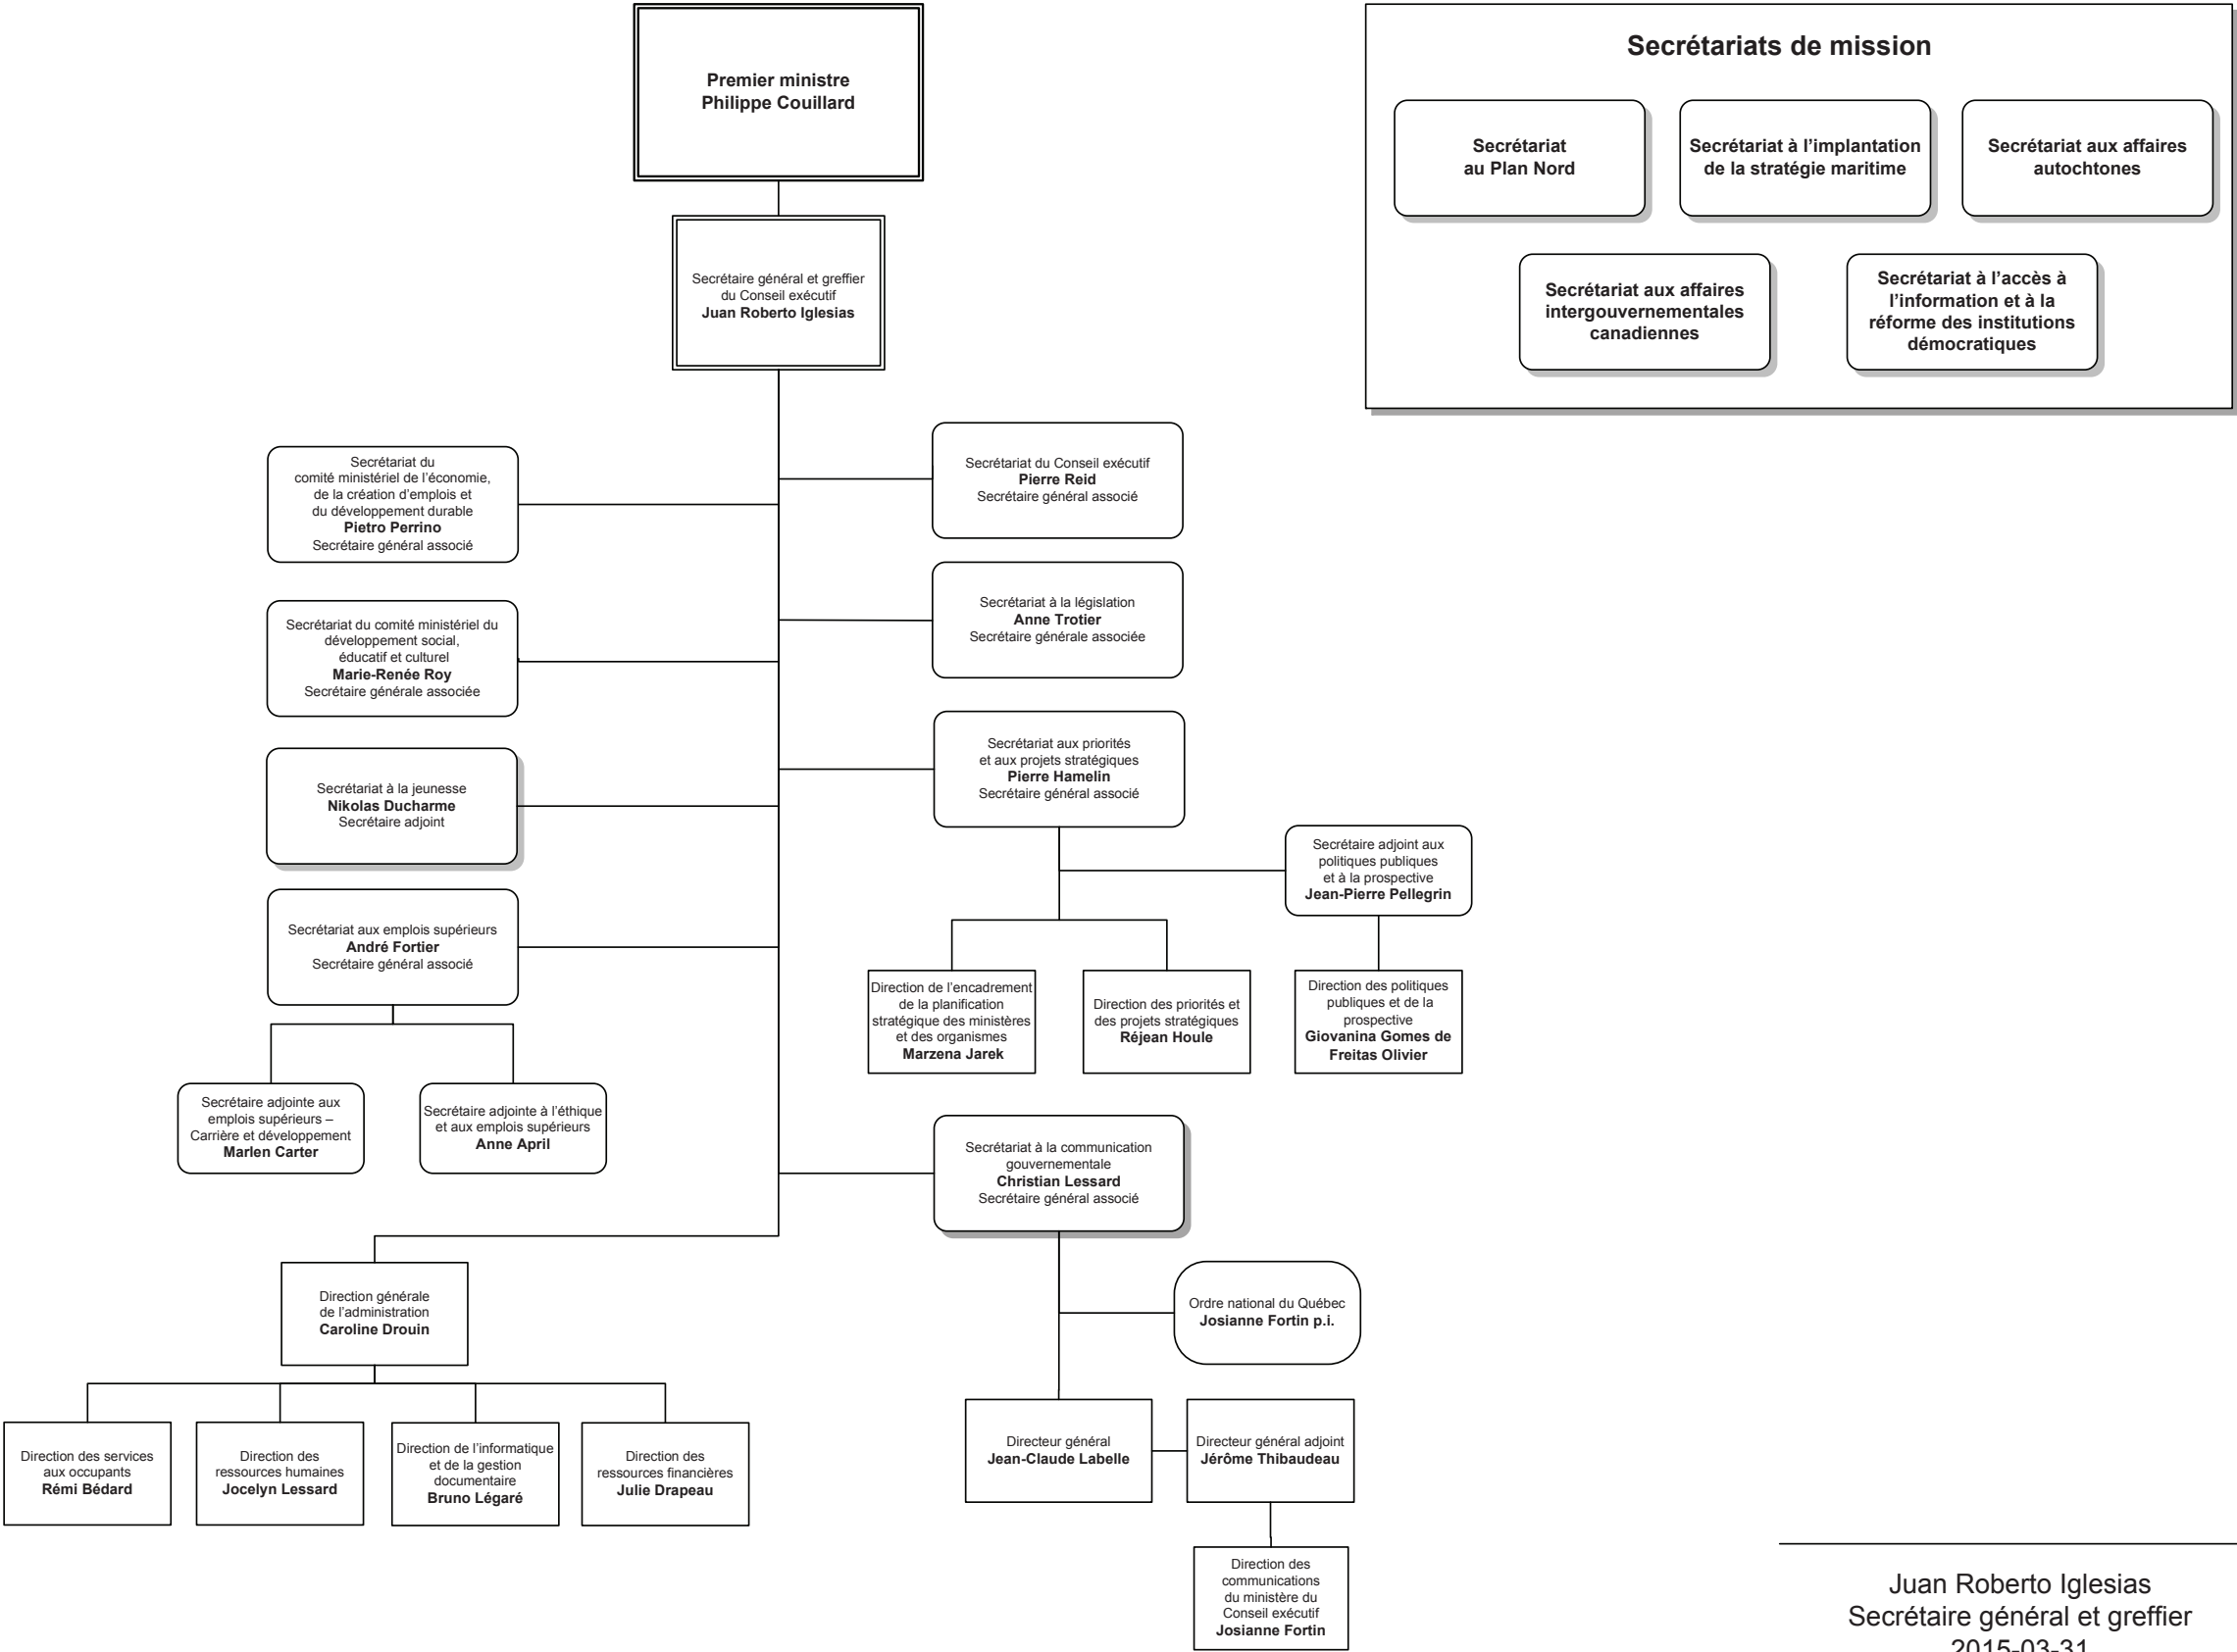 Premier ministre
Philippe Couillard
Secrétaire général et greffier
du Conseil exécutif
Juan Roberto Iglesias
Secrétariats de mission
Secrétariat
au Plan Nord
Secrétariat à l’implantation
de la stratégie maritime
Secrétariat aux affaires
autochtones
Secrétariat aux affaires
intergouvernementales
canadiennes
Secrétariat à l’accès à
l’information et à la
réforme des institutions
démocratiques
Secrétariat du
comité ministériel de l’économie,
de la création d’emplois et
du développement durable
Pietro Perrino
Secrétaire général associé
Secrétariat du Conseil exécutif
Pierre Reid
Secrétaire général associé
Secrétariat du comité ministériel du
développement social,
éducatif et culturel
Marie-Renée Roy
Secrétaire générale associée
Secrétariat à la législation
Anne Trotier
Secrétaire générale associée
Secrétariat à la jeunesse
Nikolas Ducharme
Secrétaire adjoint
Secrétariat aux priorités
et aux projets stratégiques
Pierre Hamelin
Secrétaire général associé
Secrétaire adjoint aux
politiques publiques
et à la prospective
Jean-Pierre Pellegrin
Secrétariat aux emplois supérieurs
André Fortier
Secrétaire général associé
Direction de l’encadrement
de la planification
stratégique des ministères
et des organismes
Marzena Jarek
Direction des priorités et
des projets stratégiques
Réjean Houle
Direction des politiques
publiques et de la
prospective
Giovanina Gomes de
Freitas Olivier
Secrétaire adjointe aux
emplois supérieurs –
Carrière et développement
Marlen Carter
Secrétaire adjointe à l’éthique
et aux emplois supérieurs
Anne April
Secrétariat à la communication
gouvernementale
Christian Lessard
Secrétaire général associé
Direction générale
de l’administration
Caroline Drouin
Ordre national du Québec
Josianne Fortin p.i.
Direction des services
aux occupants
Rémi Bédard
Direction des
ressources humaines
Jocelyn Lessard
Direction de l’informatique
et de la gestion
documentaire
Bruno Légaré
Direction des
ressources financières
Julie Drapeau
Directeur général
Jean-Claude Labelle
Directeur général adjoint
Jérôme Thibaudeau
Direction des
communications
du ministère du
Conseil exécutif
Josianne Fortin
Juan Roberto Iglesias
Secrétaire général et greffier
2015-03-31